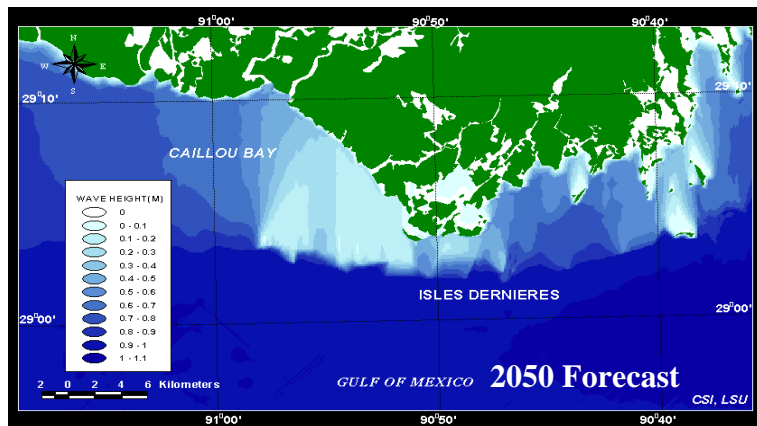 91°00' 90°50' 90°40'
N
W E
S
29°10'
29°10'
CAILLOU BAY
WAVE HEIGHT(M)
0
0 - 0.1
0.1 - 0.2
0.2 - 0.3
0.3 - 0.4
0.4 - 0.5
0.5 - 0.6
0.6 - 0.7
0.7 - 0.8
0.8 - 0.9
0.9 - 1
1 - 1.1
ISLES DERNIERES
29°00'
29°00'
2 0 2 4 6 Kilometers
GULF OF MEXICO 2050 Forecast
CSI, LSU
91°00' 90°50' 90°40'